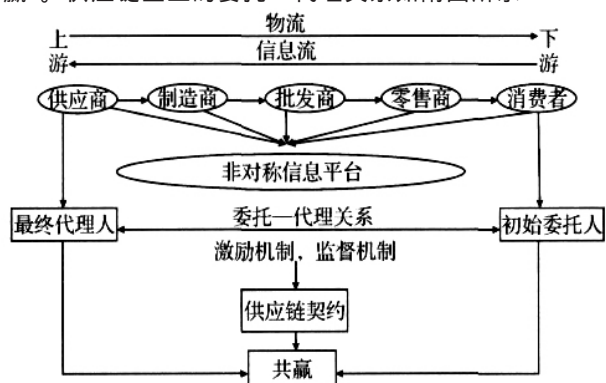 物流
上 下
信息流
游 游
供应商 制造商 批发商 零售商 消费者
非对称信息平台
委托—代理关系
最终代理人 初始委托人
激励机制、监督机制
供应链契约
共赢